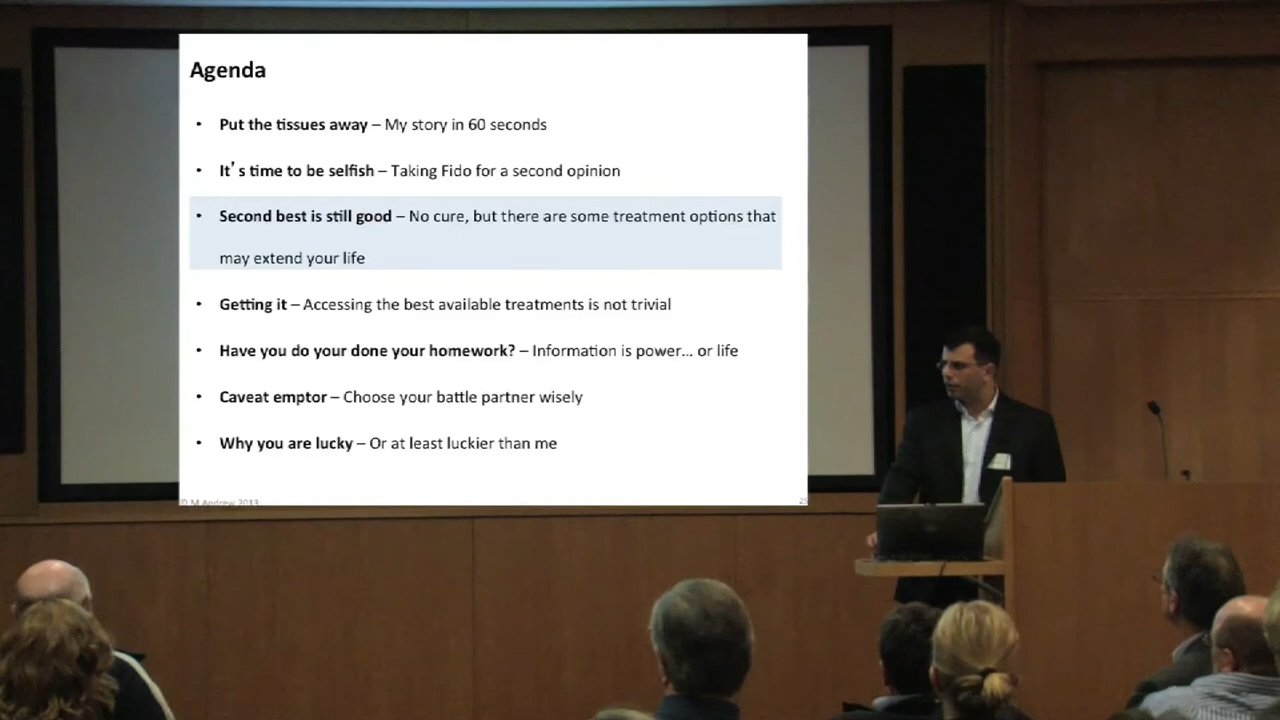 Agenda
• Put the tissues away – My story in 60 seconds
• It's time to be selfish – Taking Fido for a second opinion
• Second best is still good – No cure, but there are some treatment options that
may extend your life
• Getting it – Accessing the best available treatments is not trivial
• Have you do your done your homework? – Information is power... or life
• Caveat emptor – Choose your battle partner wisely
• Why you are lucky – Or at least luckier than me
© M Andrew 2013